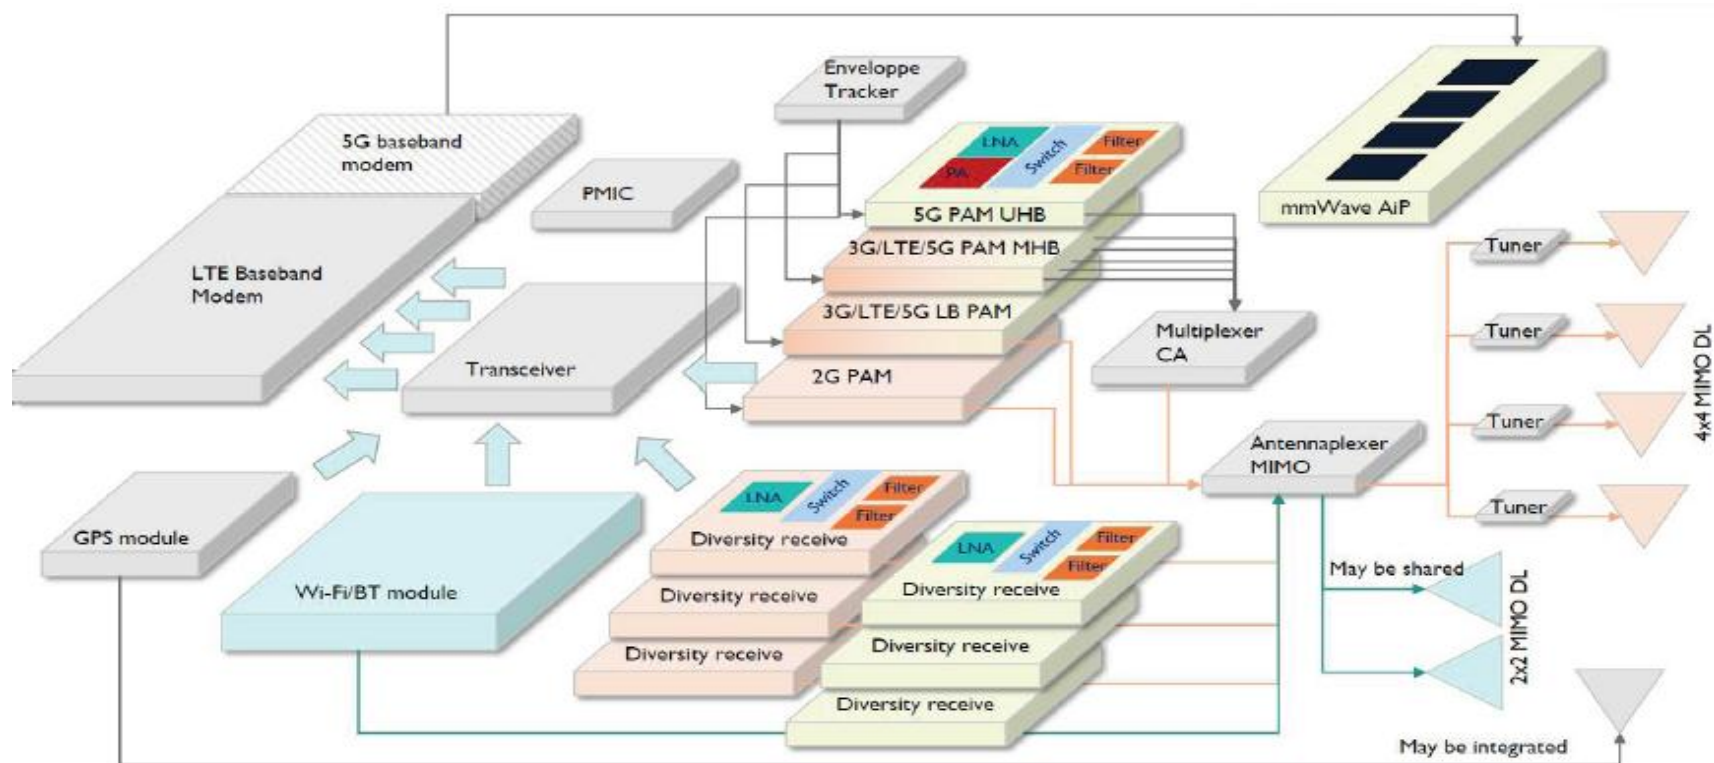 Enveloppe
Tracker
5G baseband
modem
PMIC
LNA
Switch
Filter
PA
Filter
5G PAM UHB
mmWave AiP
3G/LTE/5G PAM MHB
Tuner
LTE Baseband
Modem
3G/LTE/5G LB PAM
Multiplexer
CA
Tuner
Transceiver
2G PAM
4x4 MIMO DL
Antennaplexer
MIMO
Tuner
LNA
Switch
Filter
Filter
Tuner
GPS module
Diversity receive
LNA
Switch
Filter
Filter
May be shared
Wi-Fi/BT module
Diversity receive
Diversity receive
Diversity receive
Diversity receive
2x2 MIMO DL
Diversity receive
May be integrated